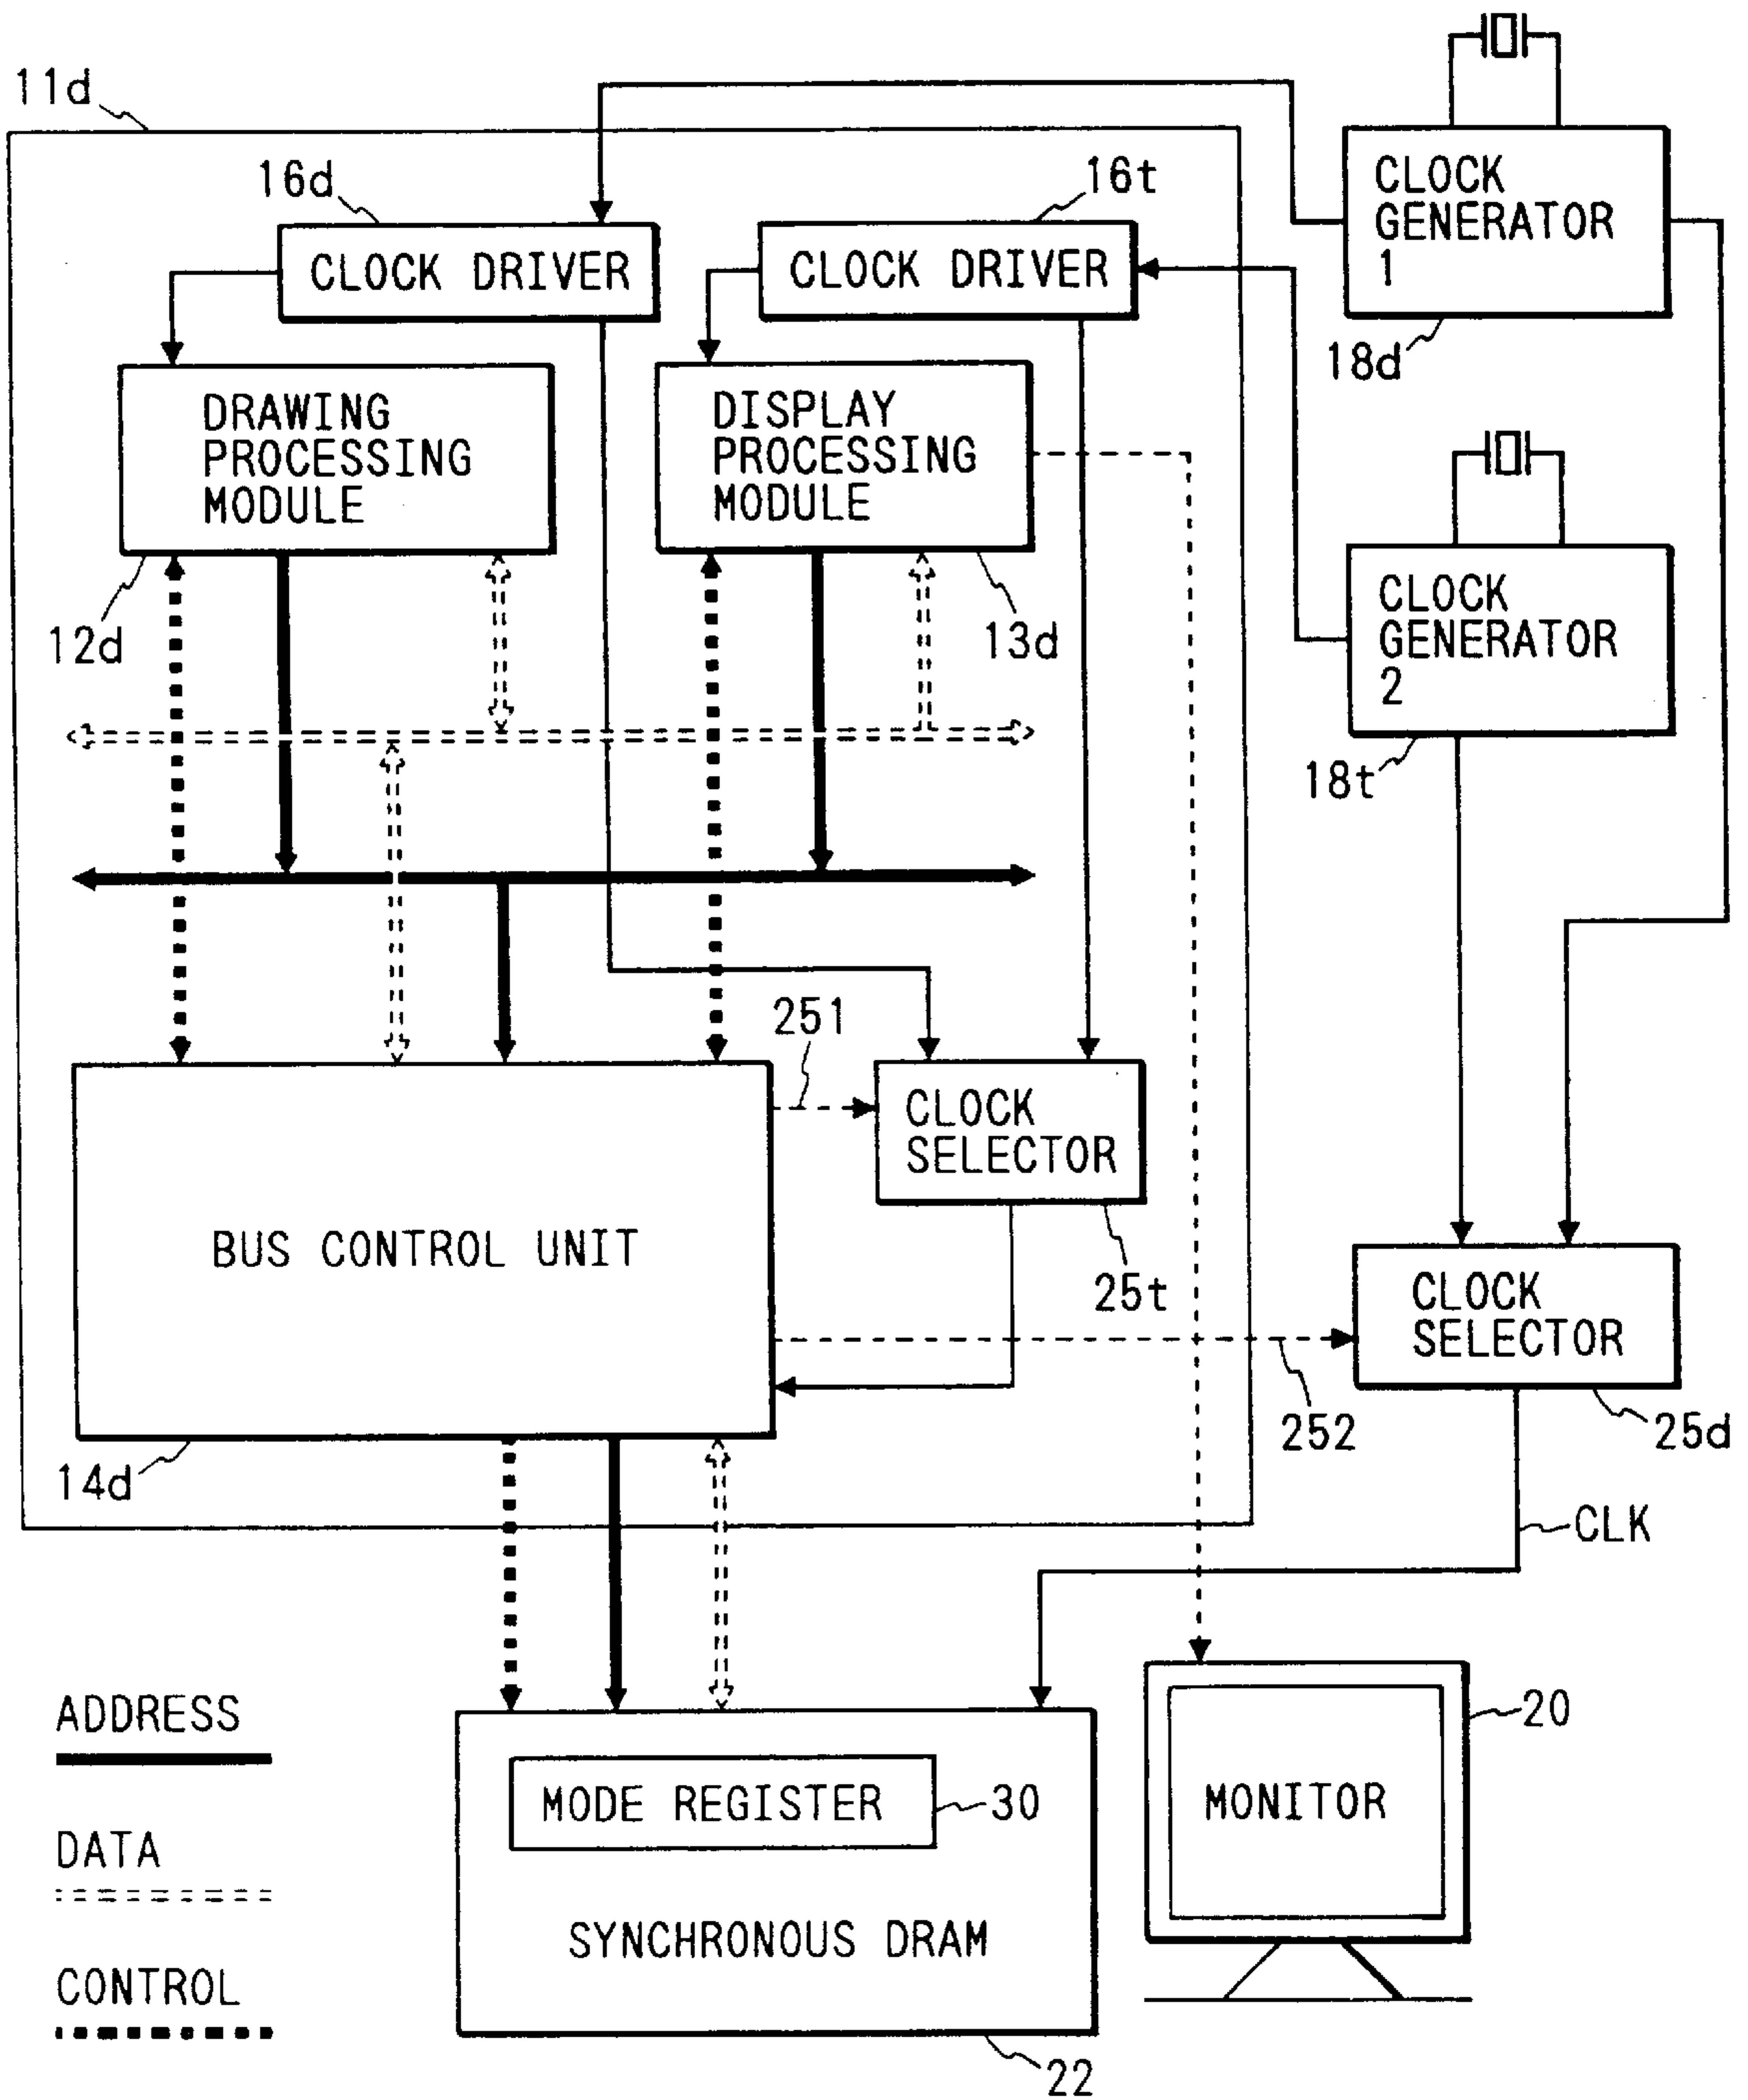 11d
16d
16t
CLOCK
GENERATOR
1
CLOCK DRIVER
CLOCK DRIVER
18d
DRAWING
PROCESSING
MODULE
DISPLAY
PROCESSING
MODULE
12d
13d
CLOCK
GENERATOR
2
18t
251
CLOCK
SELECTOR
BUS CONTROL UNIT
25t
CLOCK
SELECTOR
252
25d
14d
CLK
ADDRESS
20
MODE REGISTER
30
MONITOR
DATA
SYNCHRONOUS DRAM
CONTROL
22